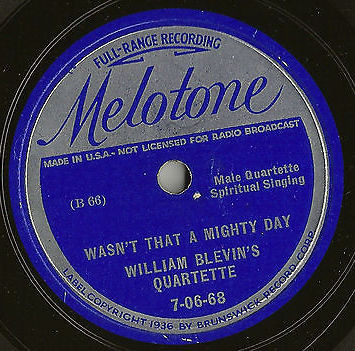 FULL-RANGE RECORDING
Melotone
MADE IN U.S.A.- NOT LICENSED FOR RADIO BROADCAST
(B 66)
Male Quartette
Spiritual Singing
WASN'T THAT A MIGHTY DAY
WILLIAM BLEVIN'S
QUARTETTE
7-06-68
LABEL COPYRIGHT 1936 BY BRUNSWICK RECORD CORP.